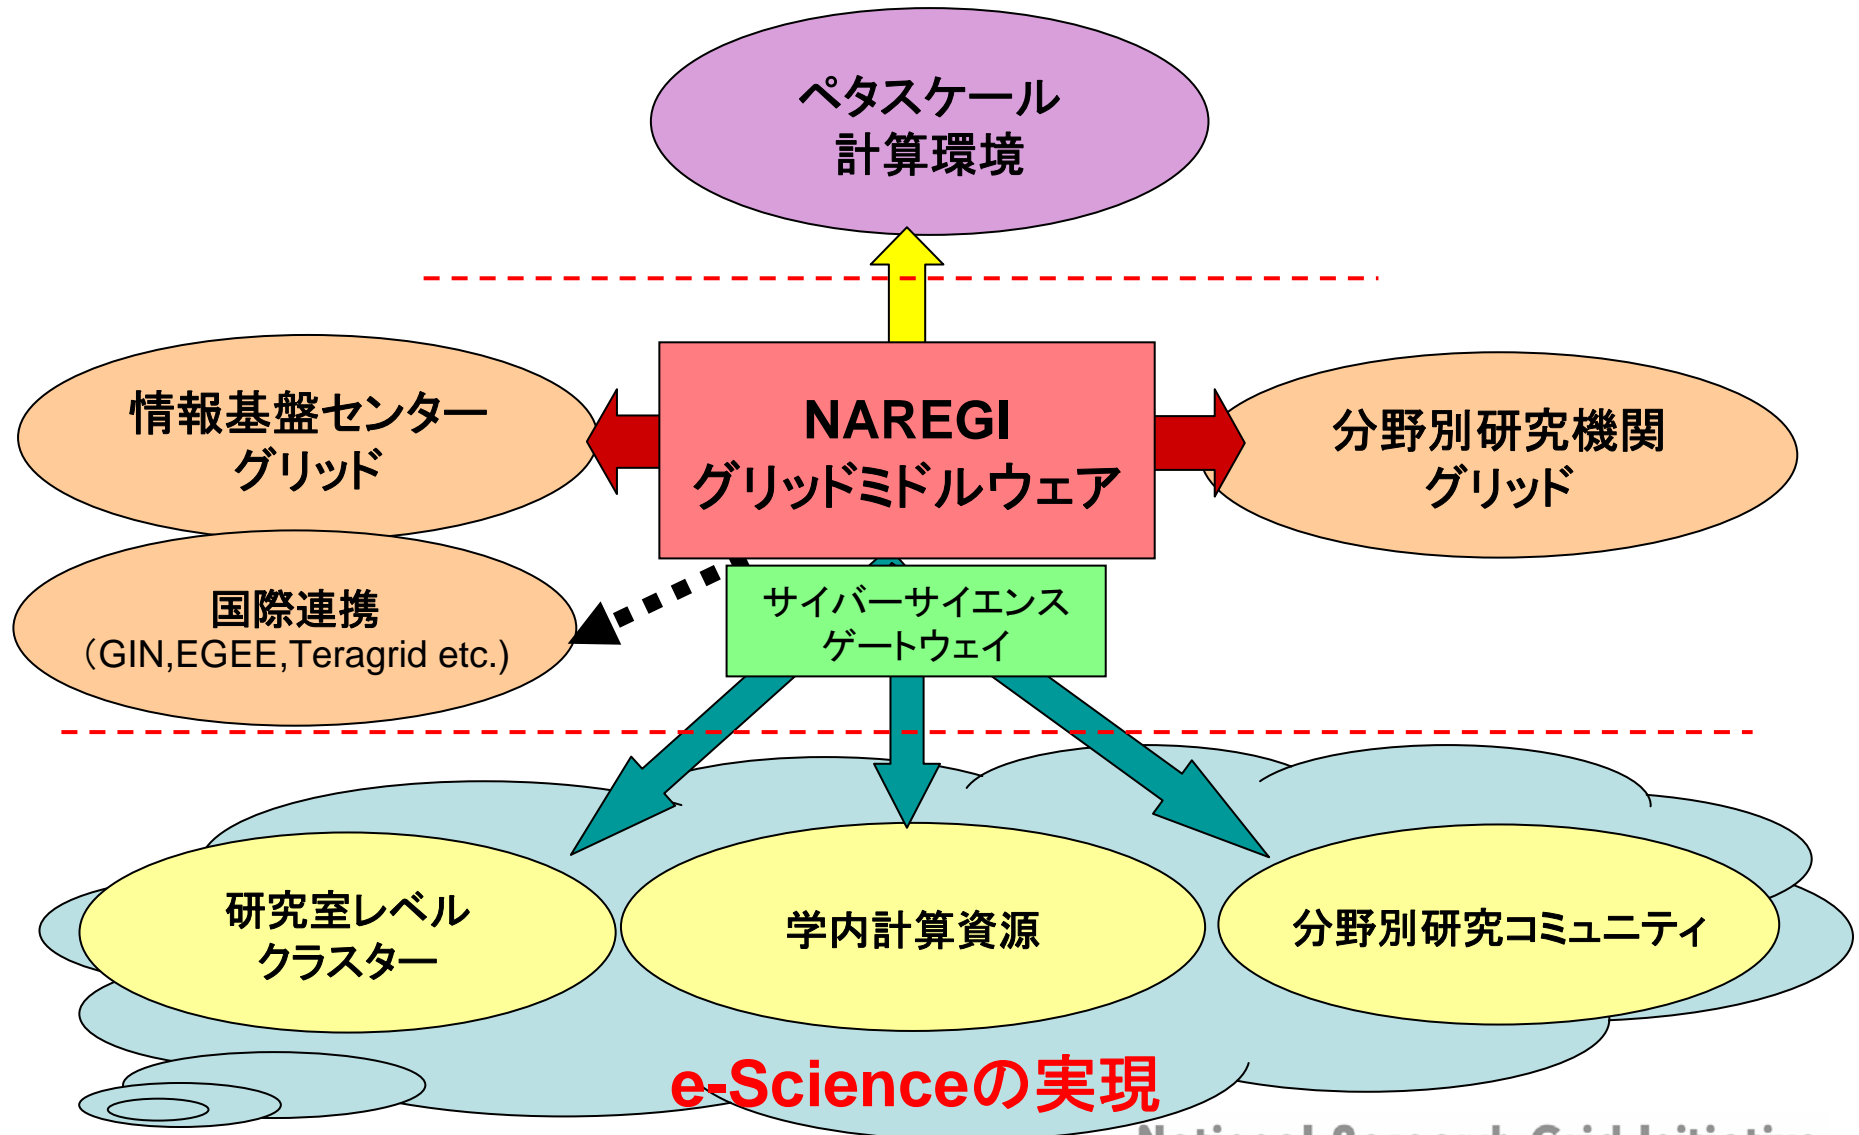 ペタスケール
計算環境
情報基盤センター
グリッド
NAREGI
グリッドミドルウェア
分野別研究機関
グリッド
国際連携
（GIN,EGEE,Teragrid etc.)
サイバーサイエンス
ゲートウェイ
研究室レベル
クラスター
学内計算資源
分野別研究コミュニティ
e-Scienceの実現
National Research Grid Initiative